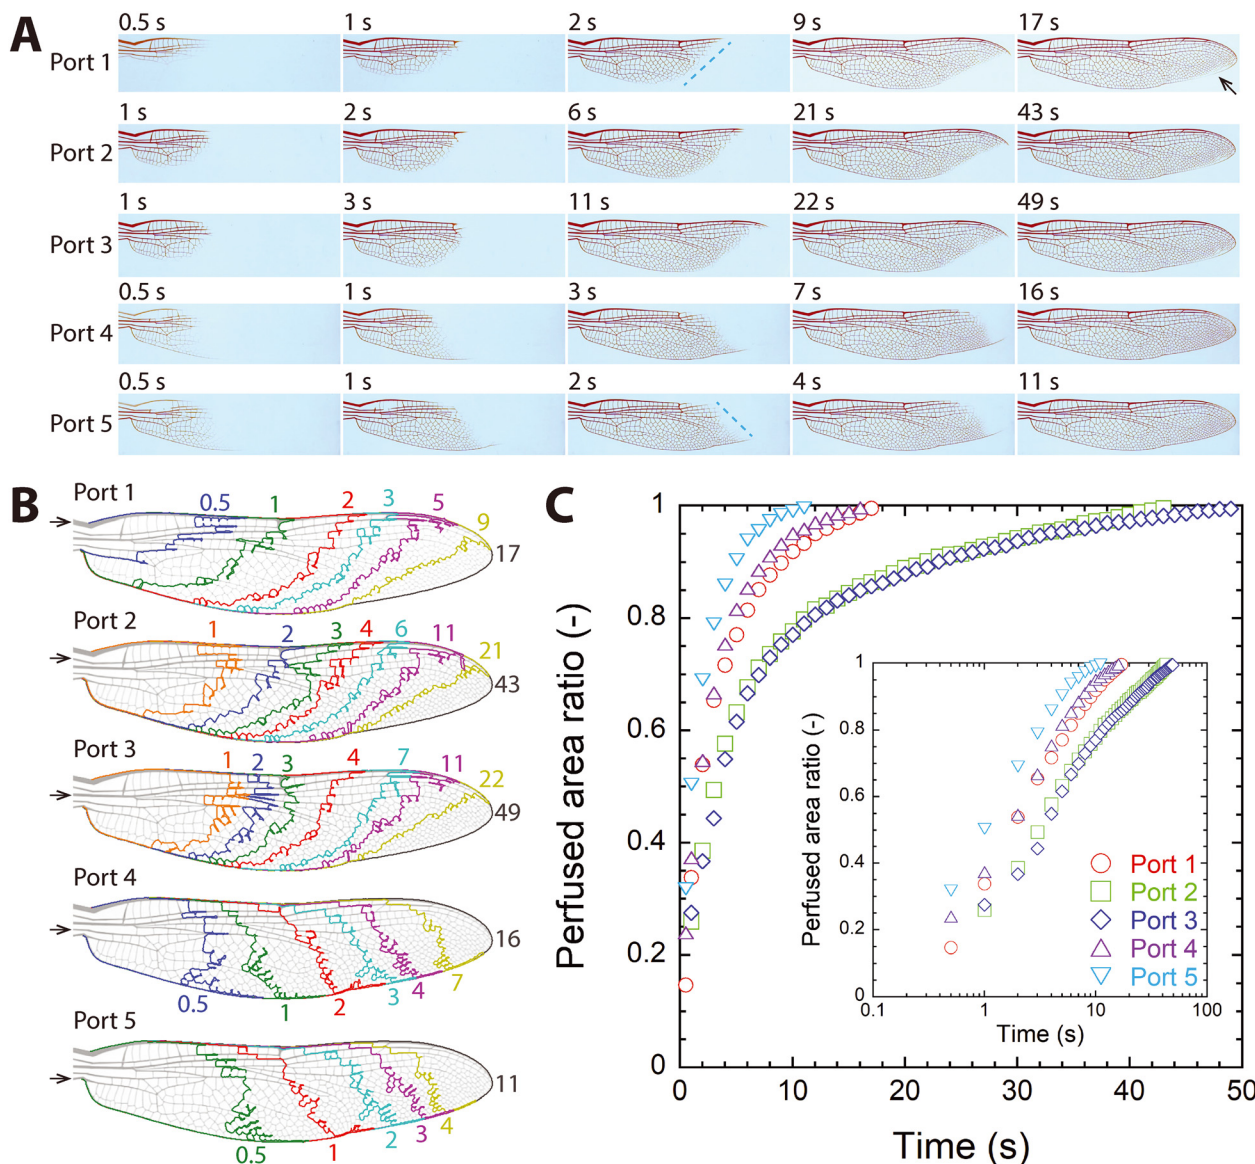 A
0.5 s 1 s 2 s 9 s 17 s
Port 1
1 s 2 s 6 s 21 s 43 s
Port 2
1 s 3 s 11 s 22 s 49 s
Port 3
0.5 s 1 s 3 s 7 s 16 s
Port 4
0.5 s 1 s 2 s 4 s 11 s
Port 5
B
Port 1
0.5 1 2 3 5 9 17
Port 2
1 2 3 4 6 11 21 43
Port 3
1 2 3 4 7 11 22 49
Port 4
0.5 1 2 3 4 7 16
Port 5
0.5 1 2 3 4 11
C
Perfused area ratio (-)
1
0.8
0.6
0.4
0.2
0
0 10 20 30 40 50
Time (s)
Perfused area ratio (-)
1
0.8
0.6
0.4
0.2
0
0.1 1 10 100
Time (s)
Port 1
Port 2
Port 3
Port 4
Port 5